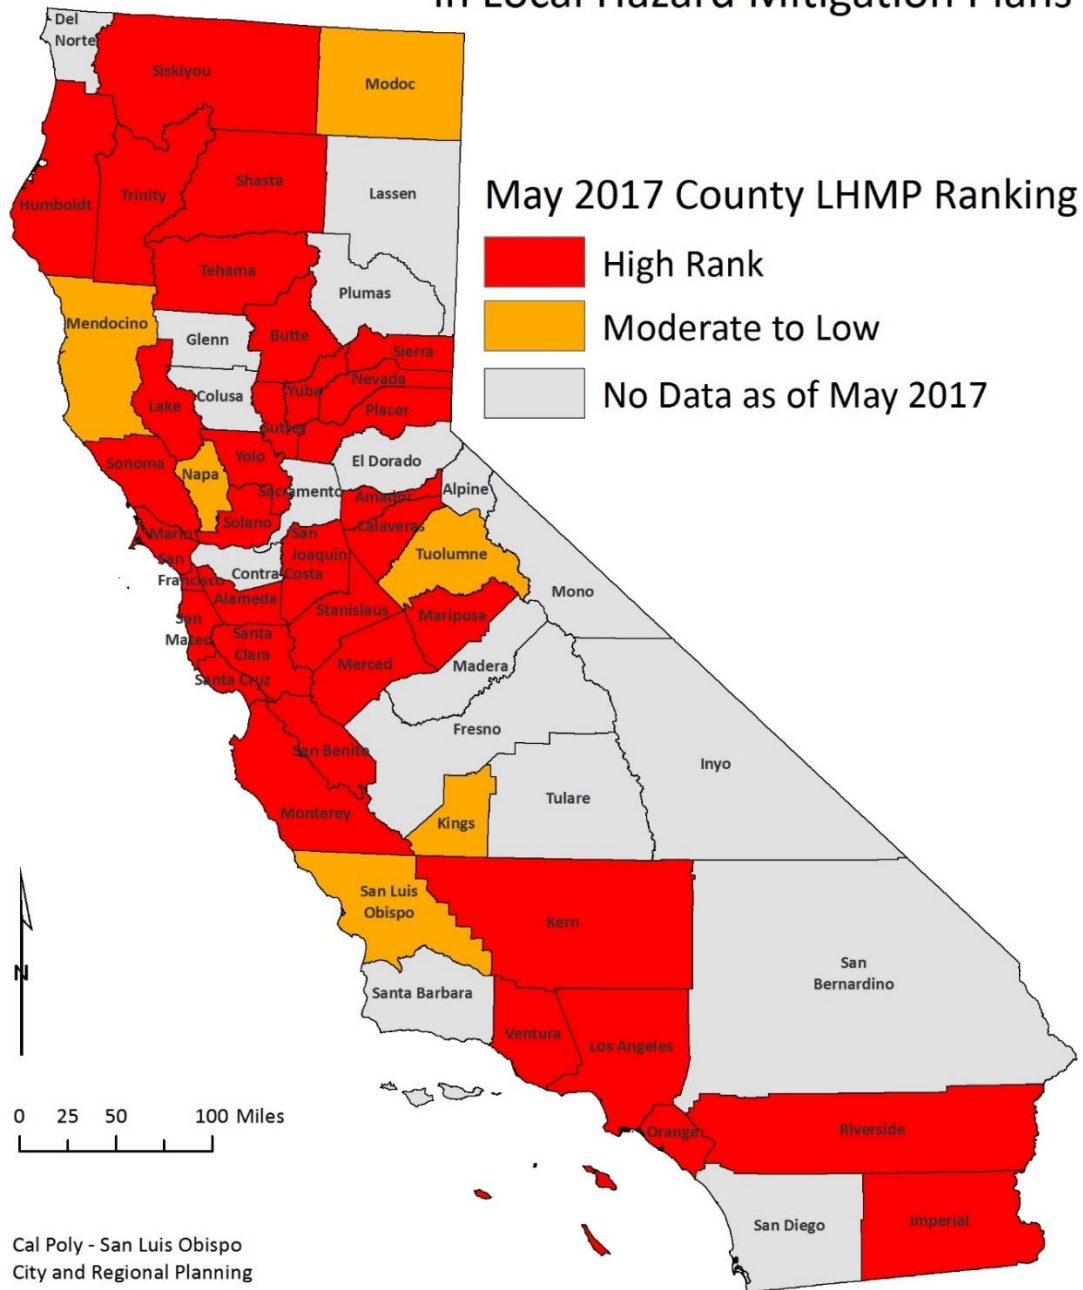 in Local Hazard Mitigation Plans
Del
Norte
Siskiyou
Modoc
Humboldt
Trinity
Shasta
Lassen
May 2017 County LHMP Ranking
High Rank
Moderate to Low
No Data as of May 2017
Tehama
Plumas
Mendocino
Glenn
Butte
Sierra
Nevada
Colusa
Yuba
Lake
Placer
Sutter
Sonoma
Napa
Yolo
El Dorado
Sacramento
Amador
Alpine
Solano
Calaveras
Marin
San
Joaquin
Tuolumne
San
Francisco
Contra Costa
Mono
Alameda
Stanislaus
Mariposa
San
Mateo
Santa
Clara
Merced
Madera
Santa Cruz
Fresno
San Benito
Inyo
Tulare
Monterey
Kings
San Luis
Obispo
Kern
N
San
Bernardino
Santa Barbara
Ventura
Los Angeles
0 25 50 100 Miles
Orange
Riverside
San Diego
Imperial
Cal Poly - San Luis Obispo
City and Regional Planning